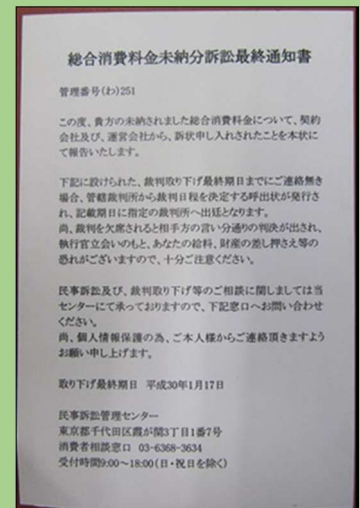 総合消費料金未納分訴訟最終通知書
管理番号(わ)251
この度、貴方の未納されました総合消費料金について、契約
会社及び、運営会社から、訴状申し入れされたことを本状に
て報告いたします。
下記に設けられた、裁判取り下げ最終期日までにご連絡無き
場合、管轄裁判所から裁判日程を決定する呼出状が発行さ
れ、記載期日に指定の裁判所へ出廷となります。
尚、裁判を欠席されると相手方の言い分通りの判決が出され、
執行官立会いのもと、あなたの給料、財産の差し押さえ等の
恐れがございますので、十分ご注意ください。
民事訴訟及び、裁判取り下げ等のご相談に関しましては当
センターにて承っておりますので、下記窓口へお問い合わせ
ください。
尚、個人情報保護の為、ご本人様からご連絡頂きますよう
お願い申し上げます。
取り下げ最終期日 平成30年1月17日
民事訴訟管理センター
東京都千代田区霞が関3丁目1番7号
消費者相談窓口 03-6368-3634
受付時間9:00~18:00(日・祝日を除く)